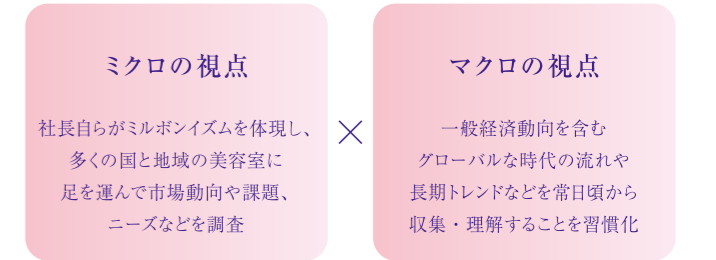 ミクロの視点
社長自らがミルボンイズムを体現し、
多くの国と地域の美容室に
足を運んで市場動向や課題、
ニーズなどを調査
×
マクロの視点
一般経済動向を含む
グローバルな時代の流れや
長期トレンドなどを常日頃から
収集・理解することを習慣化